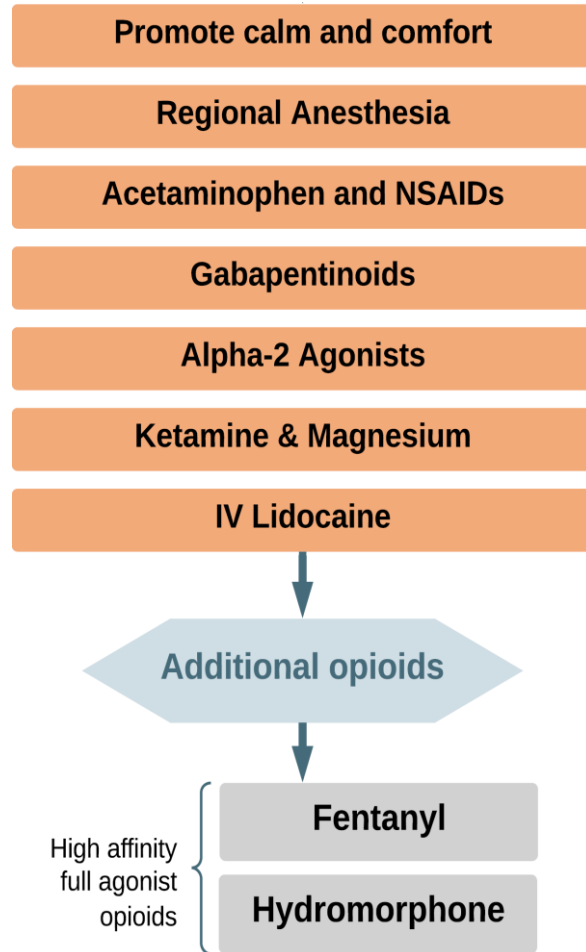 Promote calm and comfort
Regional Anesthesia
Acetaminophen and NSAIDs
Gabapentinoids
Alpha-2 Agonists
Ketamine & Magnesium
IV Lidocaine
Additional opioids
High affinity
full agonist
opioids
Fentanyl
Hydromorphone